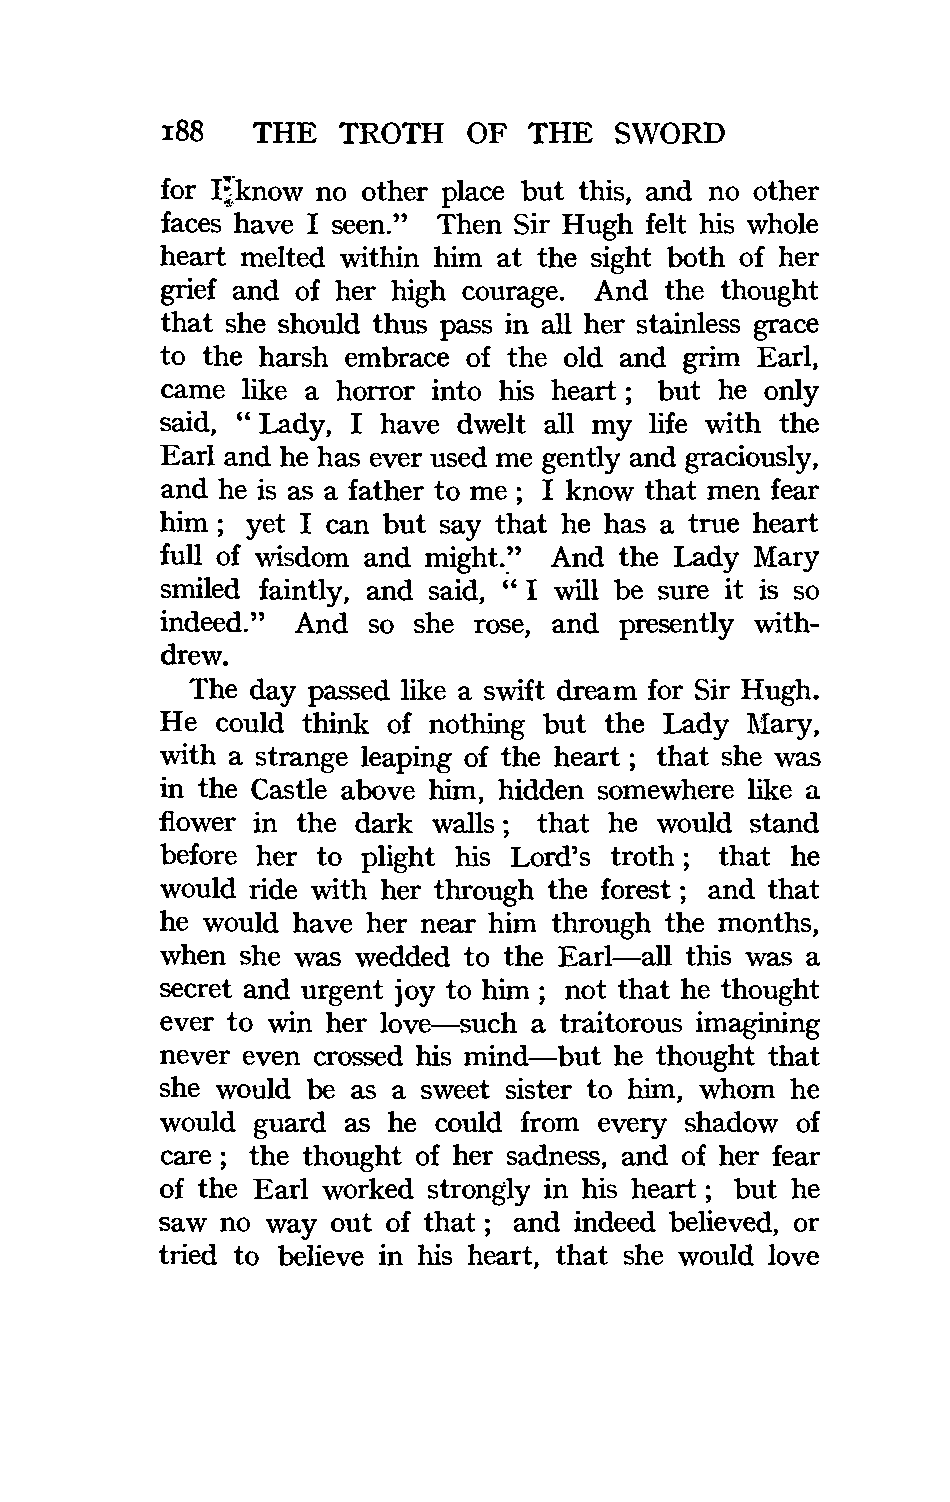 188 THE TROTH OF THE SWORD
for I know no other place but this, and no other
faces have I seen.” Then Sir Hugh felt his whole
heart melted within him at the sight both of her
grief and of her high courage. And the thought
that she should thus pass in all her stainless grace
to the harsh embrace of the old and grim Earl,
came like a horror into his heart ; but he only
said, “ Lady, I have dwelt all my life with the
Earl and he has ever used me gently and graciously,
and he is as a father to me ; I know that men fear
him ; yet I can but say that he has a true heart
full of wisdom and might.” And the Lady Mary
smiled faintly, and said, “ I will be sure it is so
indeed.” And so she rose, and presently with-
drew.
The day passed like a swift dream for Sir Hugh.
He could think of nothing but the Lady Mary,
with a strange leaping of the heart ; that she was
in the Castle above him, hidden somewhere like a
flower in the dark walls ; that he would stand
before her to plight his Lord’s troth ; that he
would ride with her through the forest ; and that
he would have her near him through the months,
when she was wedded to the Earl—all this was a
secret and urgent joy to him ; not that he thought
ever to win her love—such a traitorous imagining
never even crossed his mind—but he thought that
she would be as a sweet sister to him, whom he
would guard as he could from every shadow of
care ; the thought of her sadness, and of her fear
of the Earl worked strongly in his heart ; but he
saw no way out of that ; and indeed believed, or
tried to believe in his heart, that she would love